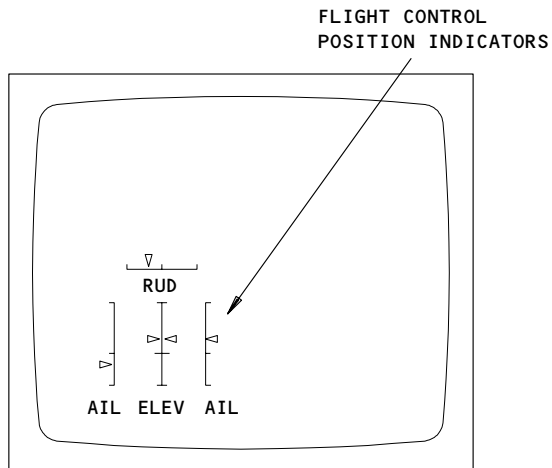 FLIGHT CONTROL
POSITION INDICATORS
RUD
AIL ELEV AIL